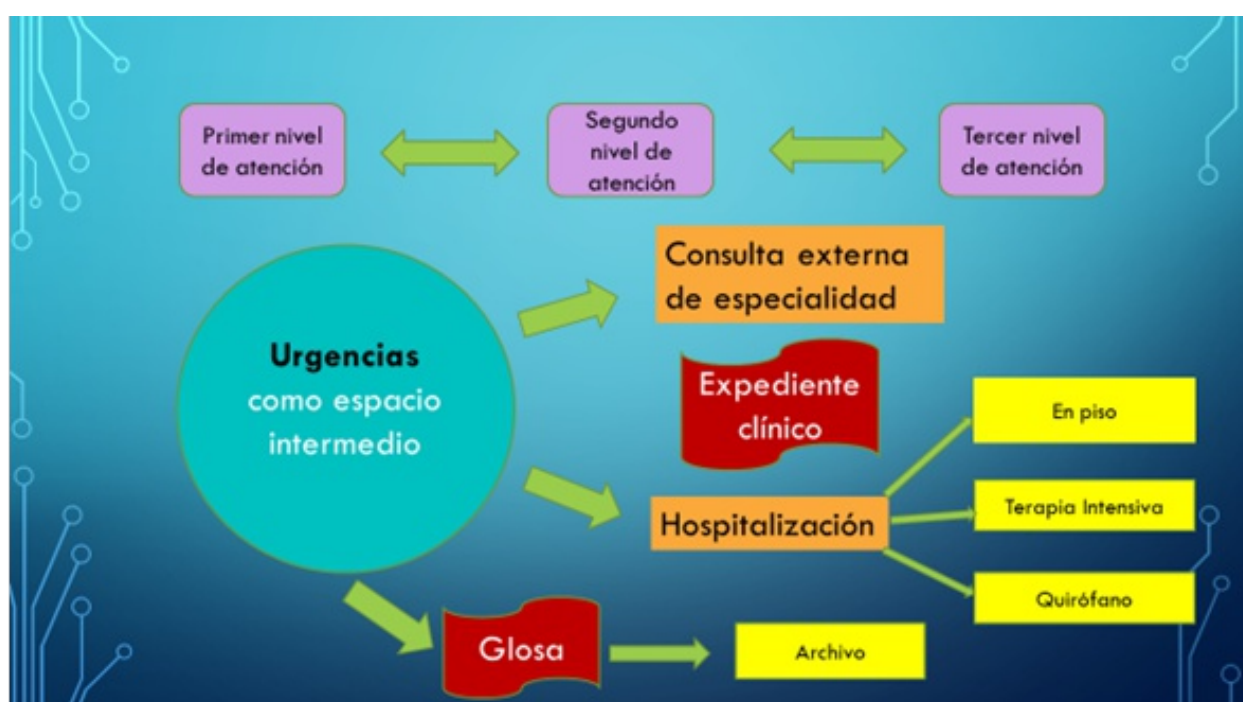 Primer nivel
de atención
Segundo
nivel de
atención
Tercer nivel
de atención
Urgencias
como espacio
intermedio
Consulta externa
de especialidad
Expediente
clínico
Hospitalización
En piso
Terapia Intensiva
Quirófano
Glosa
Archivo